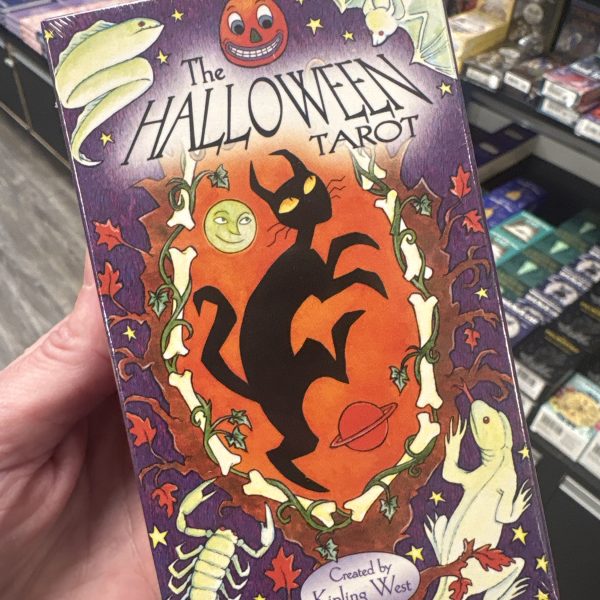 The
HALLOWEEN
TAROT
Created by
Kipling West